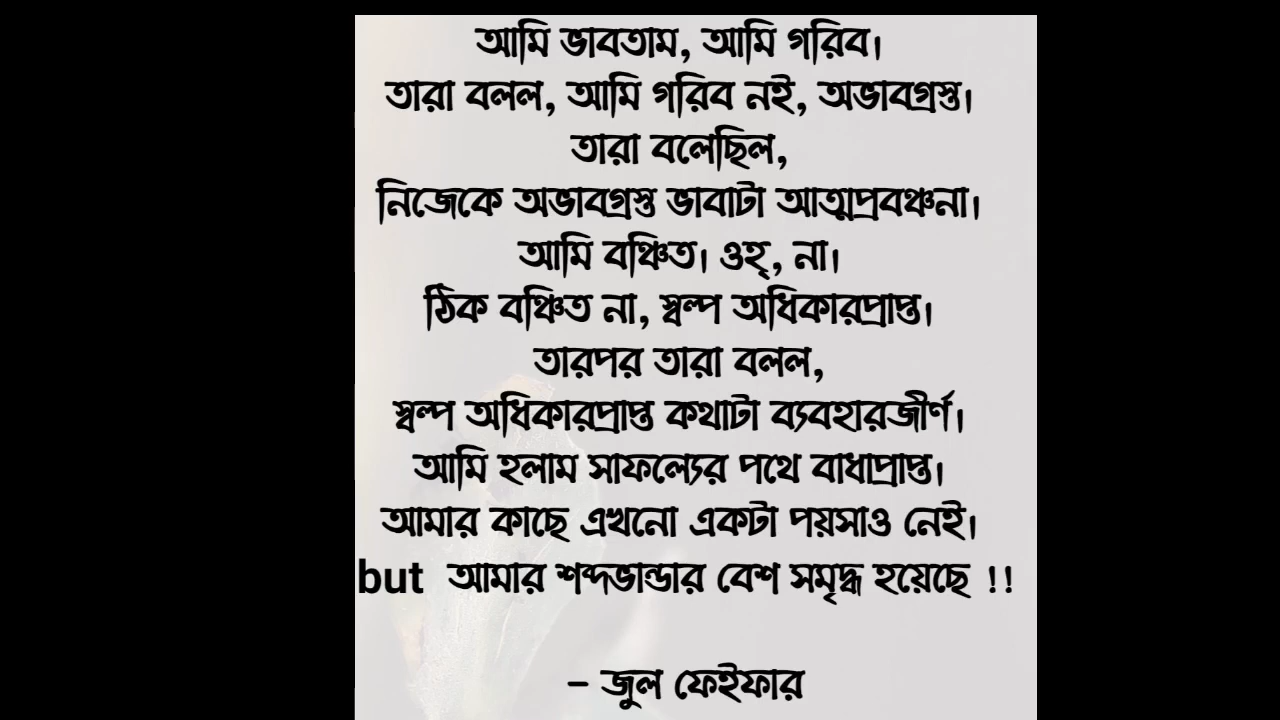 আমি ভাবতাম, আমি গরিব।
তারা বলল, আমি গরিব নই, অভাবগ্রস্ত।
তারা বলেছিল,
নিজেকে অভাবগ্রস্ত ভাবাটা আত্মপ্রবঞ্চনা।
আমি বঞ্চিত। ওহ্, না।
ঠিক বঞ্চিত না, স্বল্প অধিকারপ্রাপ্ত।
তারপর তারা বলল,
স্বল্প অধিকারপ্রাপ্ত কথাটা ব্যবহারজীর্ণ।
আমি হলাম সাফল্যের পথে বাধাপ্রাপ্ত।
আমার কাছে এখনো একটা পয়সাও নেই।
but আমার শব্দভান্ডার বেশ সমৃদ্ধ হয়েছে !!
– জুল ফেইফার